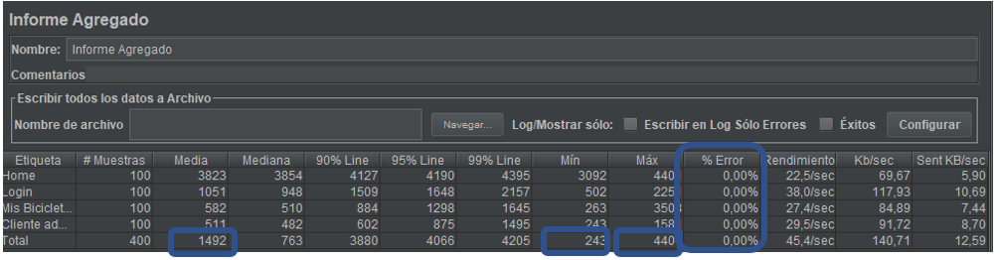 Informe Agregado
Nombre: Informe Agregado
Comentarios
Escribir todos los datos a Archivo
Nombre de archivo Navegar... Log/Mostrar sólo: Escribir en Log Sólo Errores Éxitos Configurar
Etiqueta # Muestras Media Mediana 90% Line 95% Line 99% Line Mín Máx % Error Rendimiento Kb/sec Sent KB/sec
Home 100 3823 3854 4127 4190 4395 3092 440 0,00% 22,5/sec 69,67 5,90
Login 100 1051 948 1509 1648 2157 502 225 0,00% 38,0/sec 117,93 10,69
Mis Biciclet... 100 582 510 884 1298 1645 263 0,00% 27,4/sec 84,89 7,44
Cliente ad... 100 511 482 602 875 1495 243 158 0,00% 29,5/sec 91,72 8,70
Total 400 1492 763 3880 4066 4205 243 440 0,00% 45,4/sec 140,71 12,59